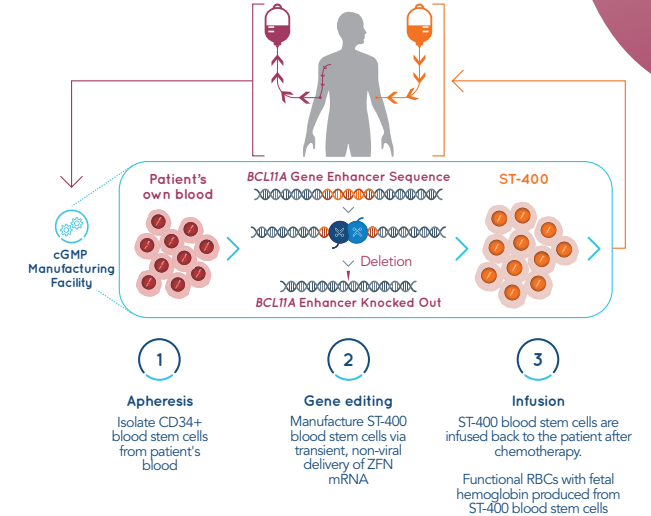 Patient's
own blood
BCL11A Gene Enhancer Sequence
ST-400
cGMP
Manufacturing
Facility
Deletion
BCL11A Enhancer Knocked Out
1
Apheresis
Isolate CD34+
blood stem cells
from patient's
blood
2
Gene editing
Manufacture ST-400
blood stem cells via
transient, non-viral
delivery of ZFN
mRNA
3
Infusion
ST-400 blood stem cells are
infused back to the patient after
chemotherapy.
Functional RBCs with fetal
hemoglobin produced from
ST-400 blood stem cells